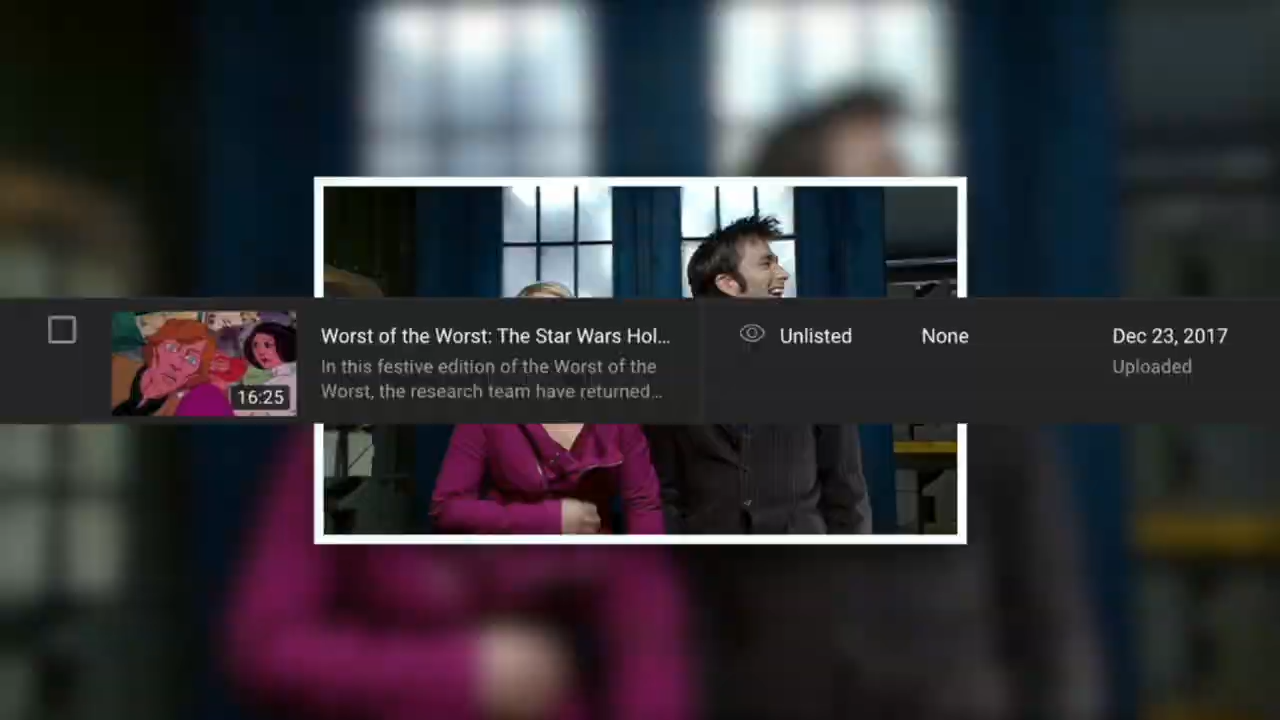 Worst of the Worst: The Star Wars Hol...
Unlisted
None
Dec 23, 2017
In this festive edition of the Worst of the
Uploaded
Worst, the research team have returned...
16:25